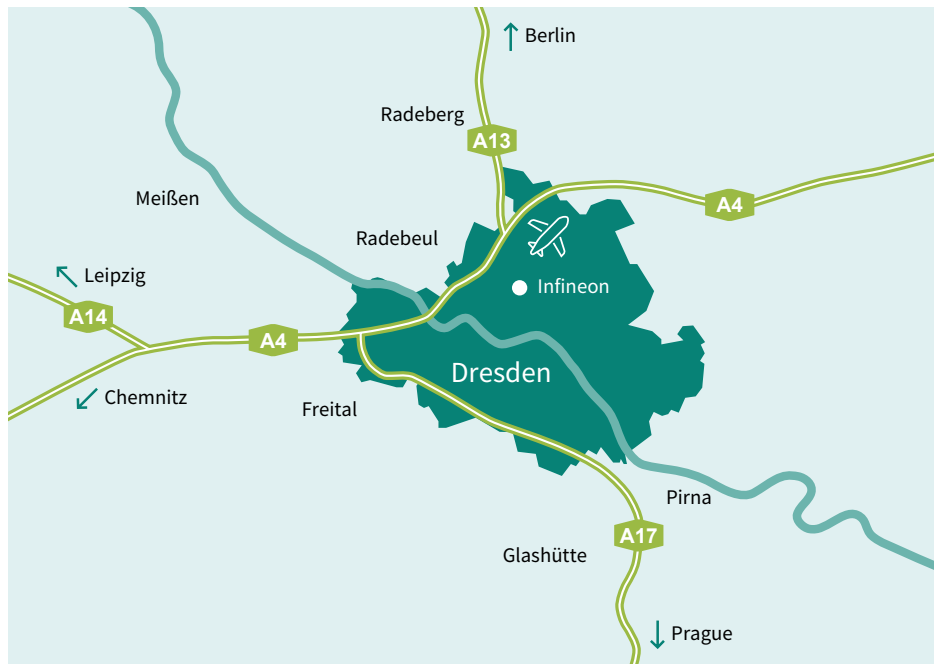 Berlin
Radeberg
A13
Meißen
A4
Radebeul
Leipzig
Infineon
A14
A4
Dresden
Chemnitz
Freital
Pirna
A17
Glashütte
Prague